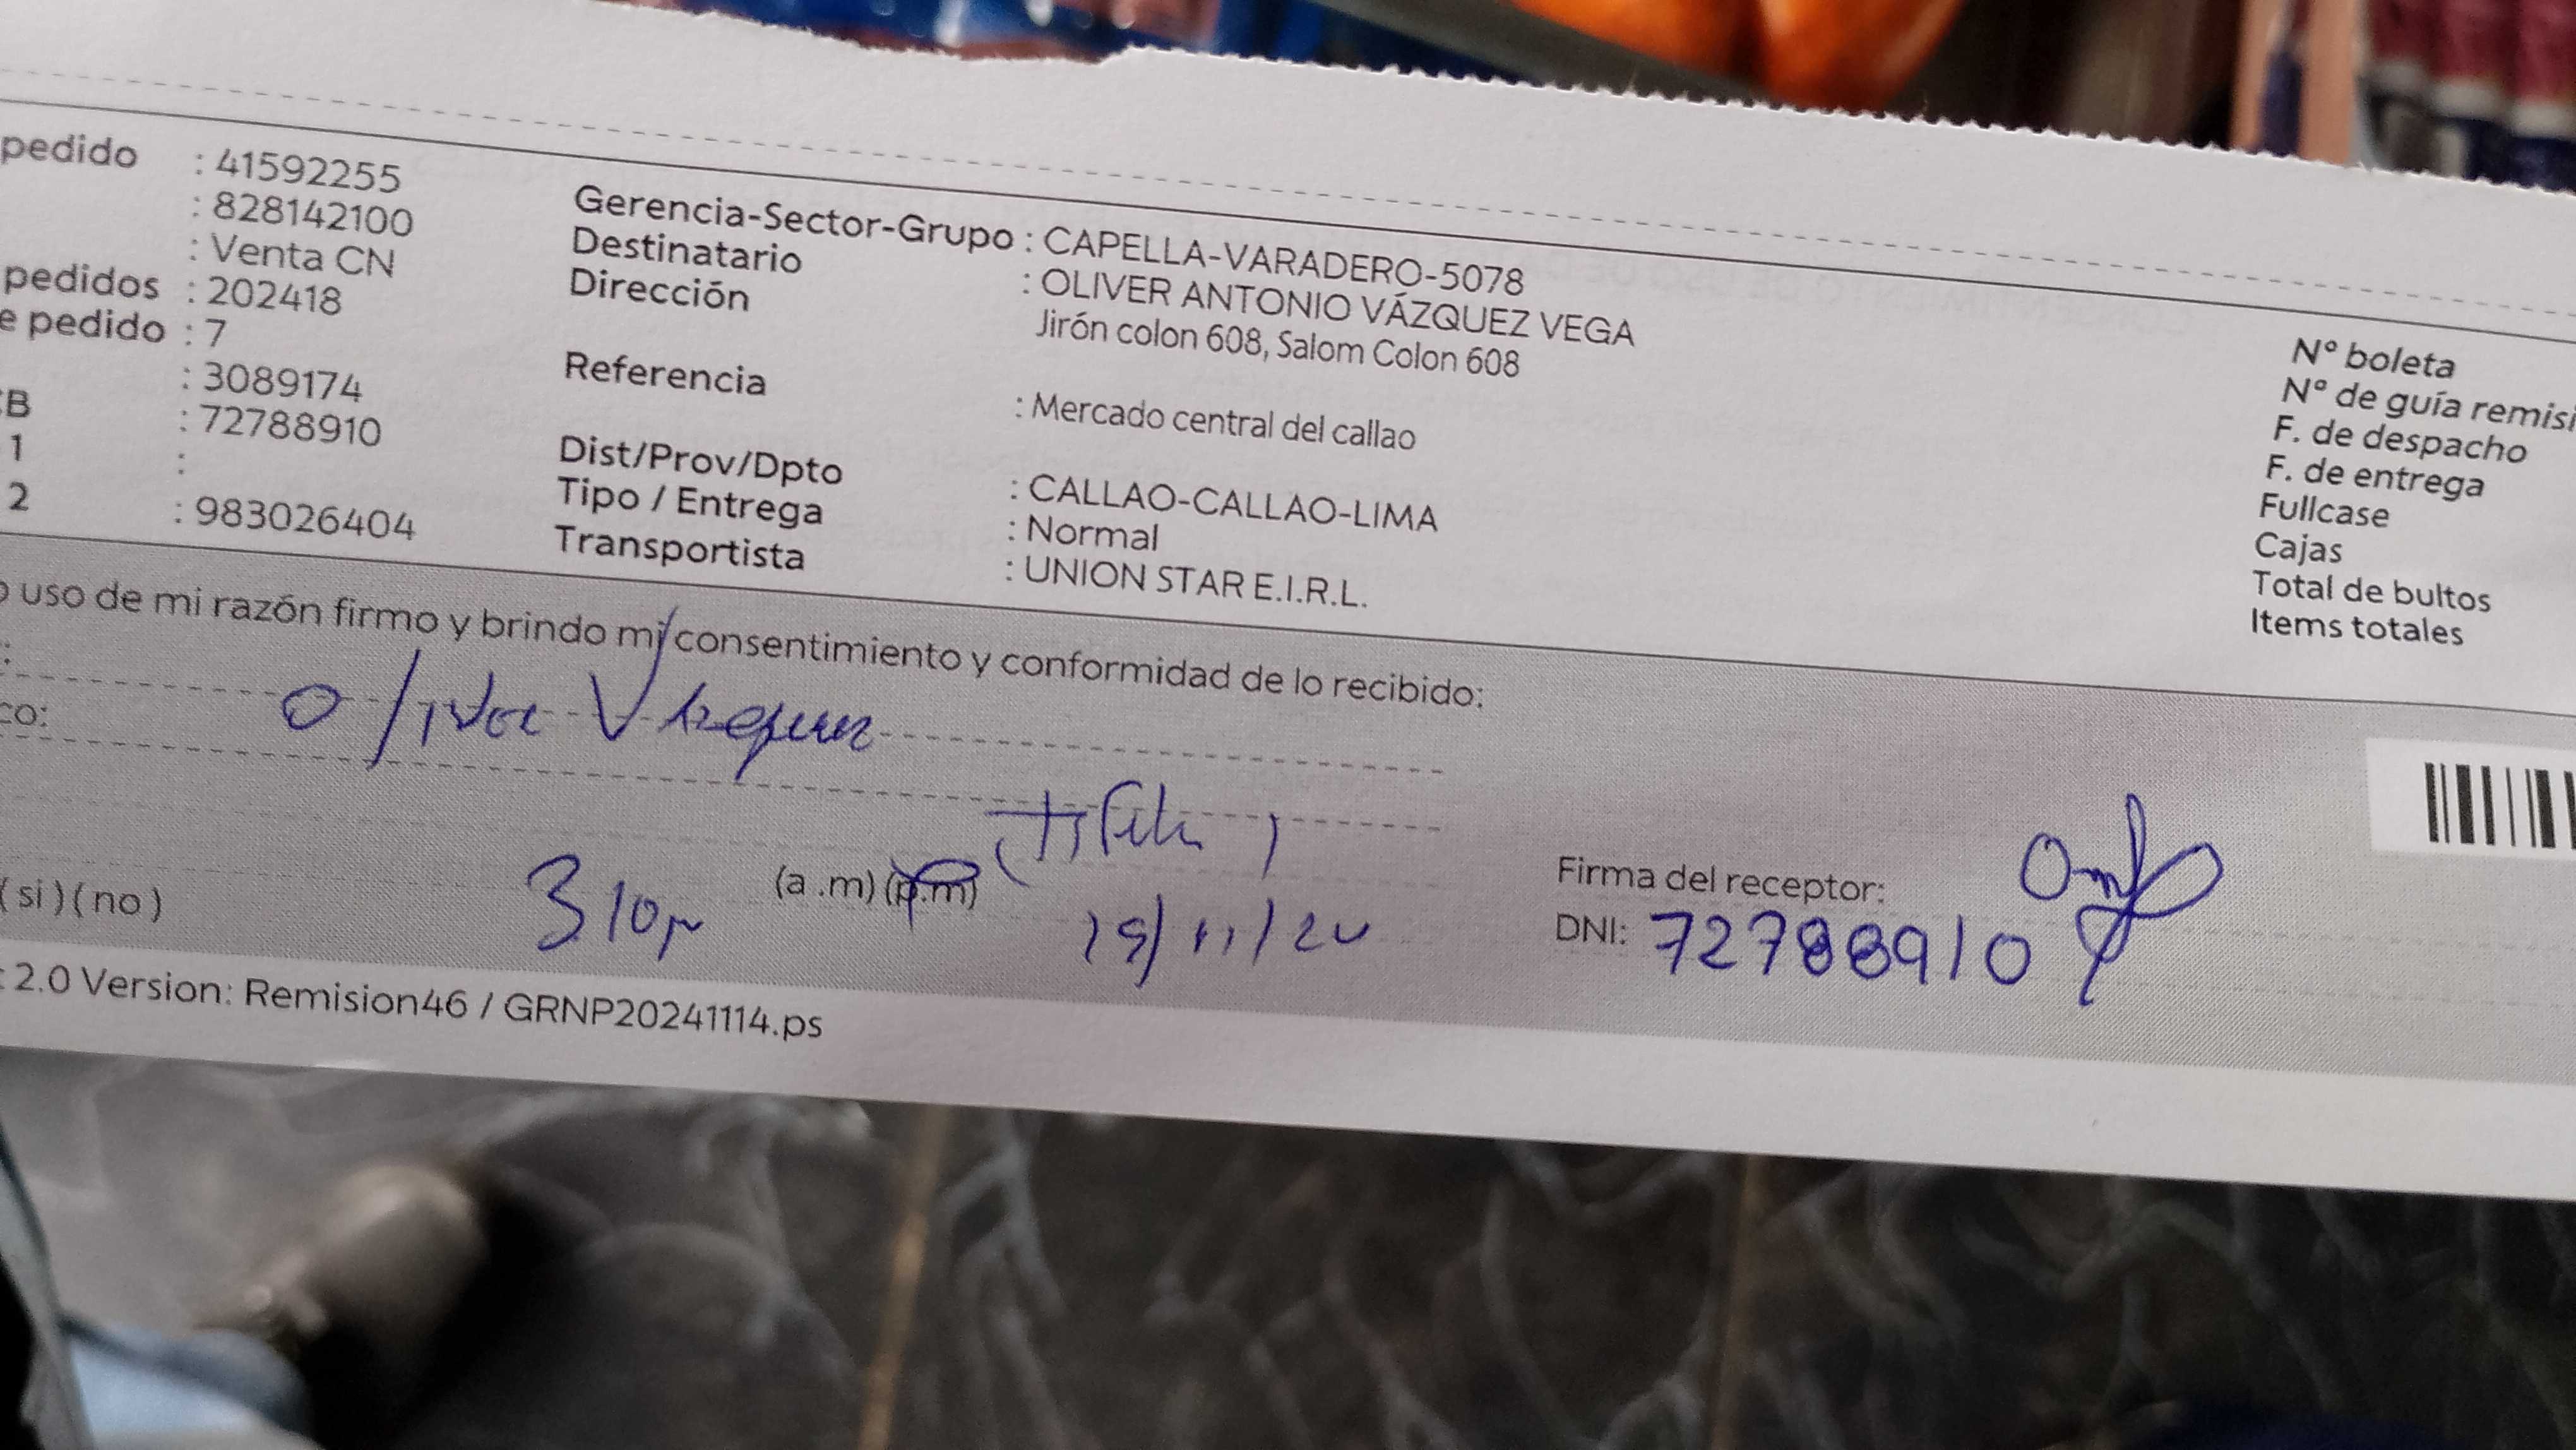 pedido : 41592255
: 828142100
: Venta CN
pedidos : 202418
e pedido : 7
: 3089174
CB : 72788910
1 :
2 : 983026404
Gerencia-Sector-Grupo : CAPELLA-VARADERO-5078
Destinatario : OLIVER ANTONIO VÁZQUEZ VEGA
Dirección Jirón colon 608, Salom Colon 608
Referencia : Mercado central del callao
Dist/Prov/Dpto : CALLAO-CALLAO-LIMA
Tipo / Entrega : Normal
Transportista : UNION STAR E.I.R.L.
N° boleta
N° de guía remisi
F. de despacho
F. de entrega
Fullcase
Cajas
Total de bultos
Items totales
o uso de mi razón firmo y brindo mi consentimiento y conformidad de lo recibido:
:
co:
Oliver Vázquez
(si) (no) 3 10 p (a .m) (p.m)
Firma del receptor:
DNI: 72788910
2.0 Version: Remision46 / GRNP20241114.ps